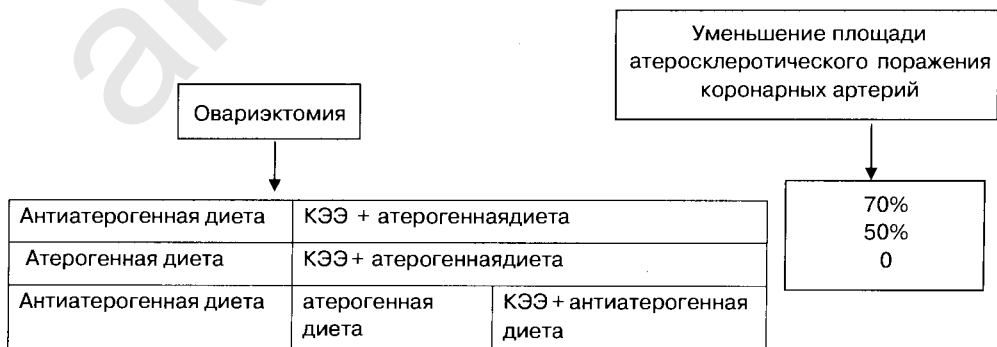 Уменьшение площади
атеросклеротического поражения
коронарных артерий
Овариэктомия
Антиатерогенная диета КЭЭ + атерогеннаядиета
70%
Атерогенная диета КЭЭ+ атерогеннаядиета
50%
0
Антиатерогенная диета атерогенная диета КЭЭ + антиатерогенная диета